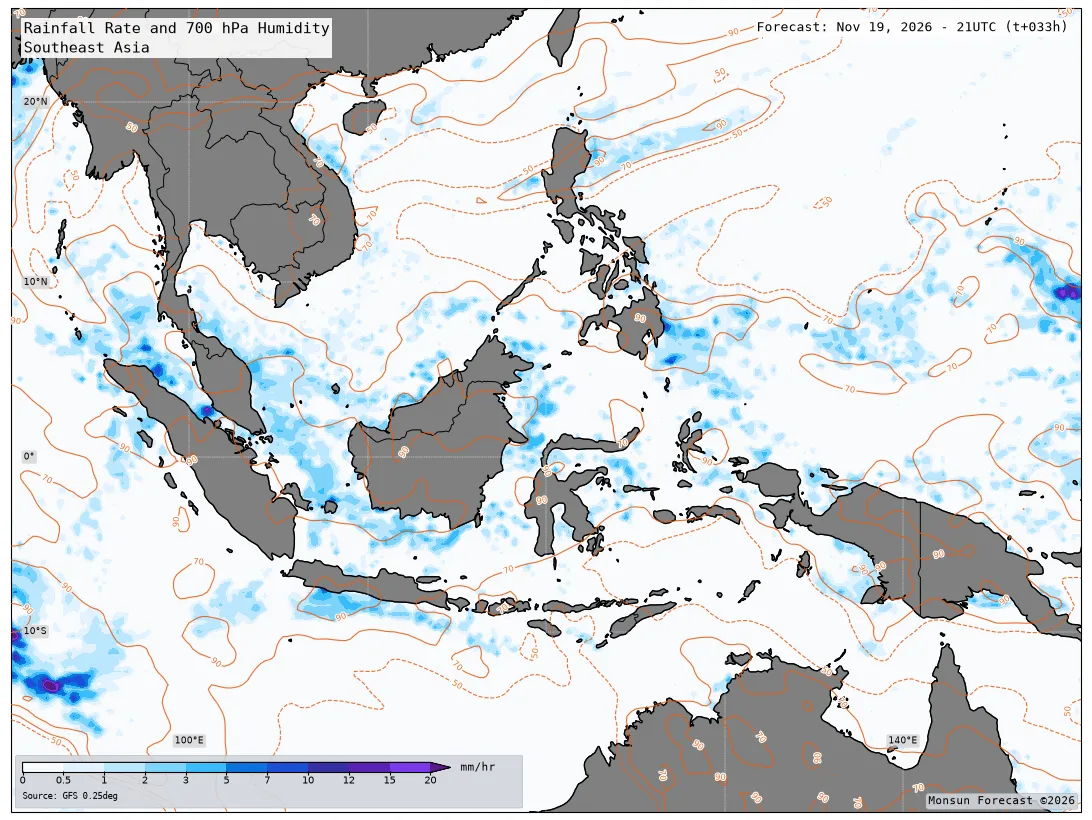 Rainfall Rate and 700 hPa Humidity
Southeast Asia
Forecast: Nov 19, 2026 - 21UTC (t+033h)
20°N
10°N
0°
10°S
100°E
140°E
0 0.5 1 2 3 5 7 10 12 15 20 mm/hr
Source: GFS 0.25deg
Monsun Forecast ©2026